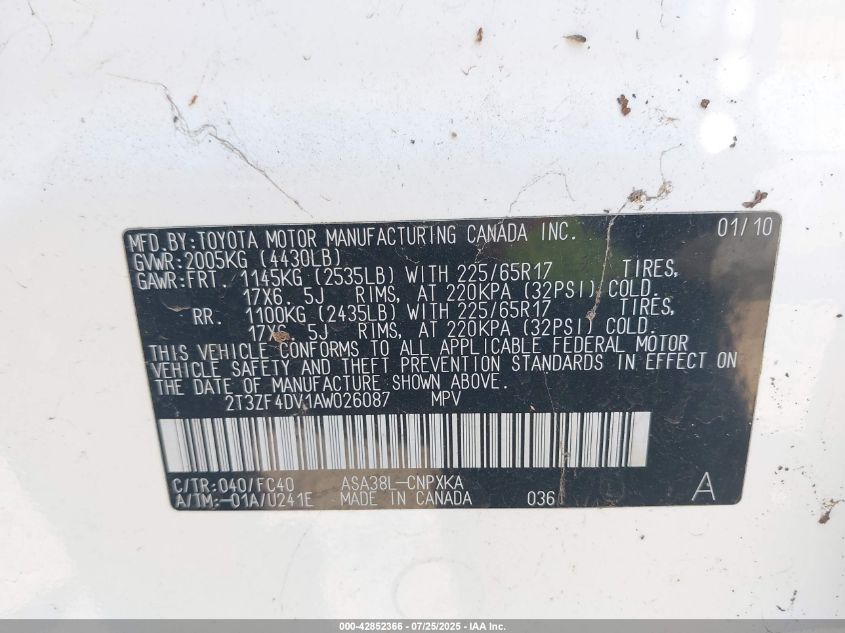 MFD.BY:TOYOTA MOTOR MANUFACTURING CANADA INC. 01/10
GVWR:2005KG (4430LB)
GAWR:FRT. 1145KG (2535LB) WITH 225/65R17 TIRES,
17X6.5J RIMS, AT 220KPA (32PSI) COLD.
RR. 1100KG (2435LB) WITH 225/65R17 TIRES,
17X6.5J RIMS, AT 220KPA (32PSI) COLD.
THIS VEHICLE CONFORMS TO ALL APPLICABLE FEDERAL MOTOR
VEHICLE SAFETY AND THEFT PREVENTION STANDARDS IN EFFECT ON
THE DATE OF MANUFACTURE SHOWN ABOVE.
2T3ZF4DV1AW026087 MPV
C/TR:040/FC40 ASA38L-CNPXKA A
A/TM:-01A/U241E MADE IN CANADA 036
000-42852366 - 07/25/2025 - IAA Inc.